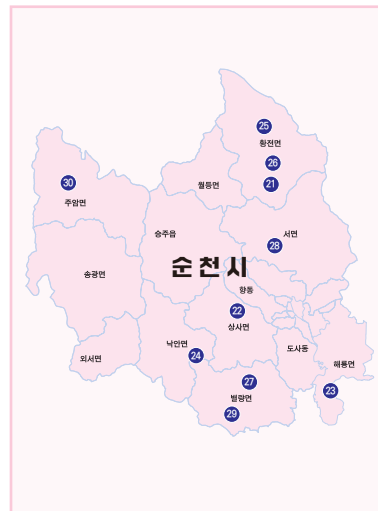 25
황전면
26
30
월등면
21
주암면
승주읍
서면
28
순천시
송광면
향동
22
상사면
낙안면
도사동
외서면
24
해룡면
27
23
별량면
29